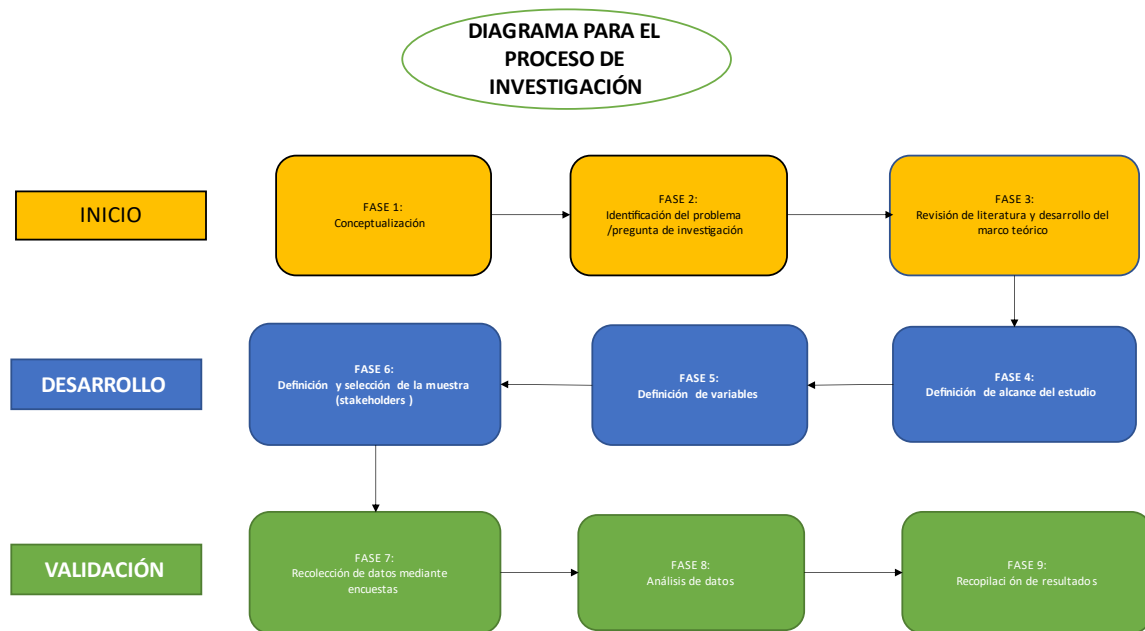 DIAGRAMA PARA EL
PROCESO DE
INVESTIGACIÓN
INICIO
FASE 1:
Conceptualización
FASE 2:
Identificación del problema
/pregunta de investigación
FASE 3:
Revisión de literatura y desarrollo del
marco teórico
DESARROLLO
FASE 6:
Definición y selección de la muestra
(stakeholders )
FASE 5:
Definición de variables
FASE 4:
Definición de alcance del estudio
VALIDACIÓN
FASE 7:
Recolección de datos mediante
encuestas
FASE 8:
Análisis de datos
FASE 9:
Recopilación de resultados